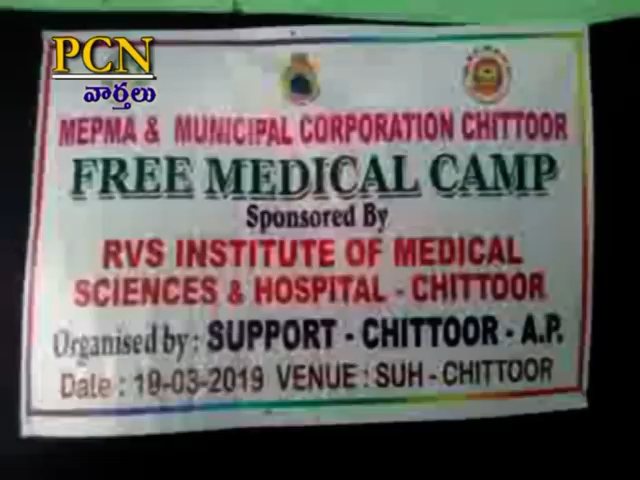 PCN
వార్తలు
MEPMA & MUNICIPAL CORPORATION CHITTOOR
FREE MEDICAL CAMP
Sponsored By
RVS INSTITUTE OF MEDICAL
SCIENCES & HOSPITAL - CHITTOOR
Organised by : SUPPORT - CHITTOOR - A.P.
Date : 19-03-2019 VENUE : SUH - CHITTOOR